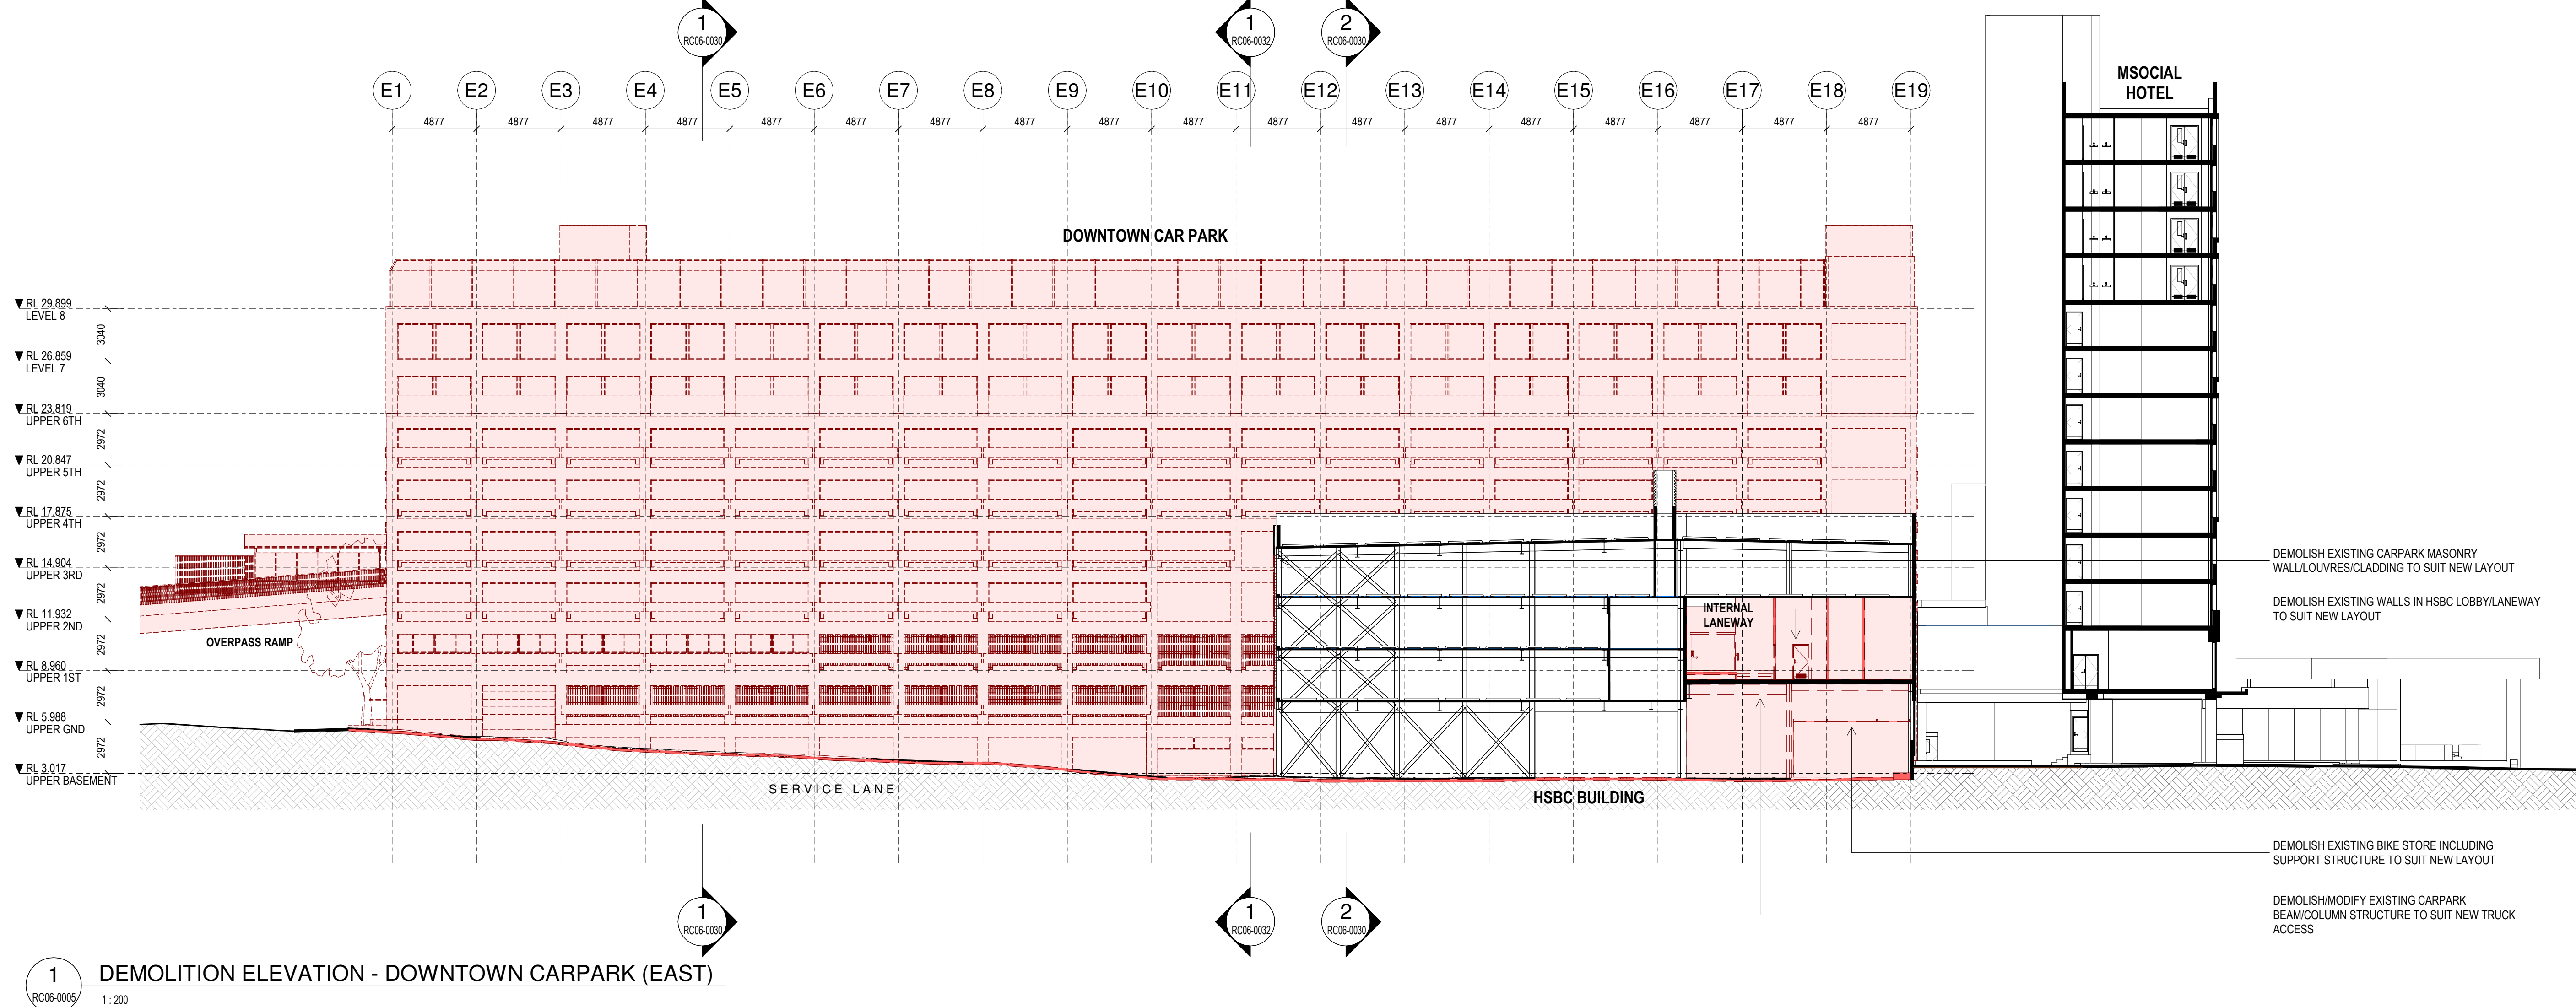 1
RC06-0030
1
RC06-0032
2
RC06-0030
E1 E2 E3 E4 E5 E6 E7 E8 E9 E10 E11 E12 E13 E14 E15 E16 E17 E18 E19
4877 4877 4877 4877 4877 4877 4877 4877 4877 4877 4877 4877 4877 4877 4877 4877 4877 4877
MSOCIAL
HOTEL
DOWNTOWN CAR PARK
RL 29.899
LEVEL 8
3040
RL 26.859
LEVEL 7
3040
RL 23.819
UPPER 6TH
2972
RL 20.847
UPPER 5TH
2972
RL 17.875
UPPER 4TH
2972
RL 14.904
UPPER 3RD
2972
RL 11.932
UPPER 2ND
2972
RL 8.960
UPPER 1ST
2972
RL 5.988
UPPER GND
2972
RL 3.017
UPPER BASEMENT
OVERPASS RAMP
INTERNAL
LANEWAY
SERVICE LANE
HSBC BUILDING
DEMOLISH EXISTING CARPARK MASONRY
WALL/LOUVRES/CLADDING TO SUIT NEW LAYOUT
DEMOLISH EXISTING WALLS IN HSBC LOBBY/LANEWAY
TO SUIT NEW LAYOUT
DEMOLISH EXISTING BIKE STORE INCLUDING
SUPPORT STRUCTURE TO SUIT NEW LAYOUT
DEMOLISH/MODIFY EXISTING CARPARK
BEAM/COLUMN STRUCTURE TO SUIT NEW TRUCK
ACCESS
1
RC06-0030
1
RC06-0032
2
RC06-0030
1
RC06-0005
DEMOLITION ELEVATION - DOWNTOWN CARPARK (EAST)
1 : 200